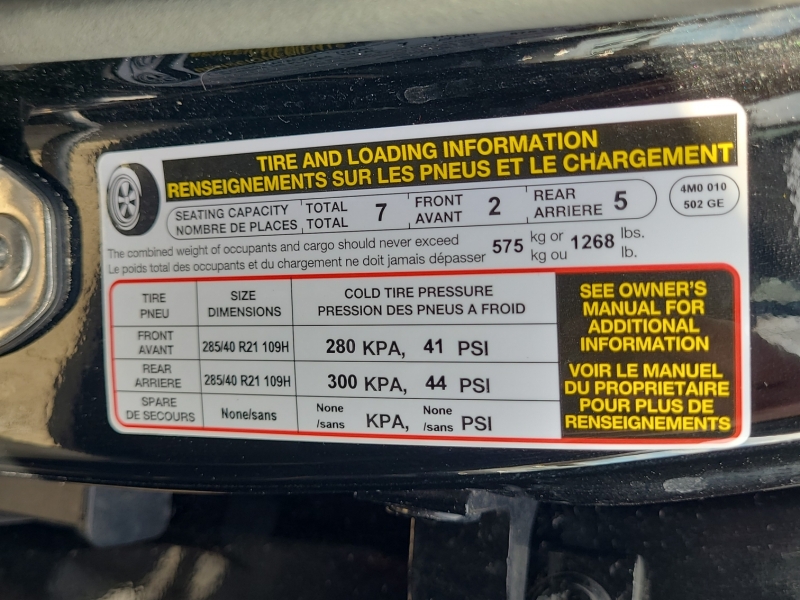 TIRE AND LOADING INFORMATION
RENSEIGNEMENTS SUR LES PNEUS ET LE CHARGEMENT
SEATING CAPACITY TOTAL 7 FRONT 2 REAR 5
NOMBRE DE PLACES TOTAL AVANT ARRIERE
4M0 010
502 GE
The combined weight of occupants and cargo should never exceed 575 kg or 1268 lbs.
Le poids total des occupants et du chargement ne doit jamais dépasser kg ou lb.
TIRE SIZE COLD TIRE PRESSURE
PNEU DIMENSIONS PRESSION DES PNEUS A FROID
FRONT
AVANT 285/40 R21 109H 280 KPA, 41 PSI
REAR
ARRIERE 285/40 R21 109H 300 KPA, 44 PSI
SPARE
DE SECOURS None/sans None /sans KPA, None /sans PSI
SEE OWNER'S
MANUAL FOR
ADDITIONAL
INFORMATION
VOIR LE MANUEL
DU PROPRIETAIRE
POUR PLUS DE
RENSEIGNEMENTS